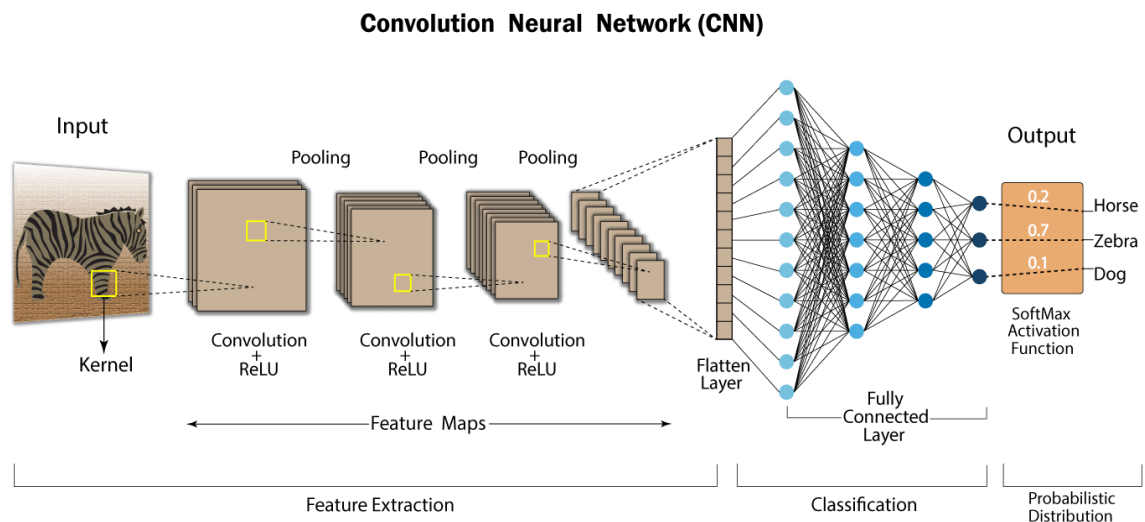 Convolution Neural Network (CNN)
Input
Kernel
Pooling
Pooling
Pooling
Convolution
+
ReLU
Convolution
+
ReLU
Convolution
+
ReLU
Feature Maps
Flatten
Layer
Fully
Connected
Layer
Output
0.2
Horse
0.7
Zebra
0.1
Dog
SoftMax
Activation
Function
Feature Extraction
Classification
Probabilistic
Distribution